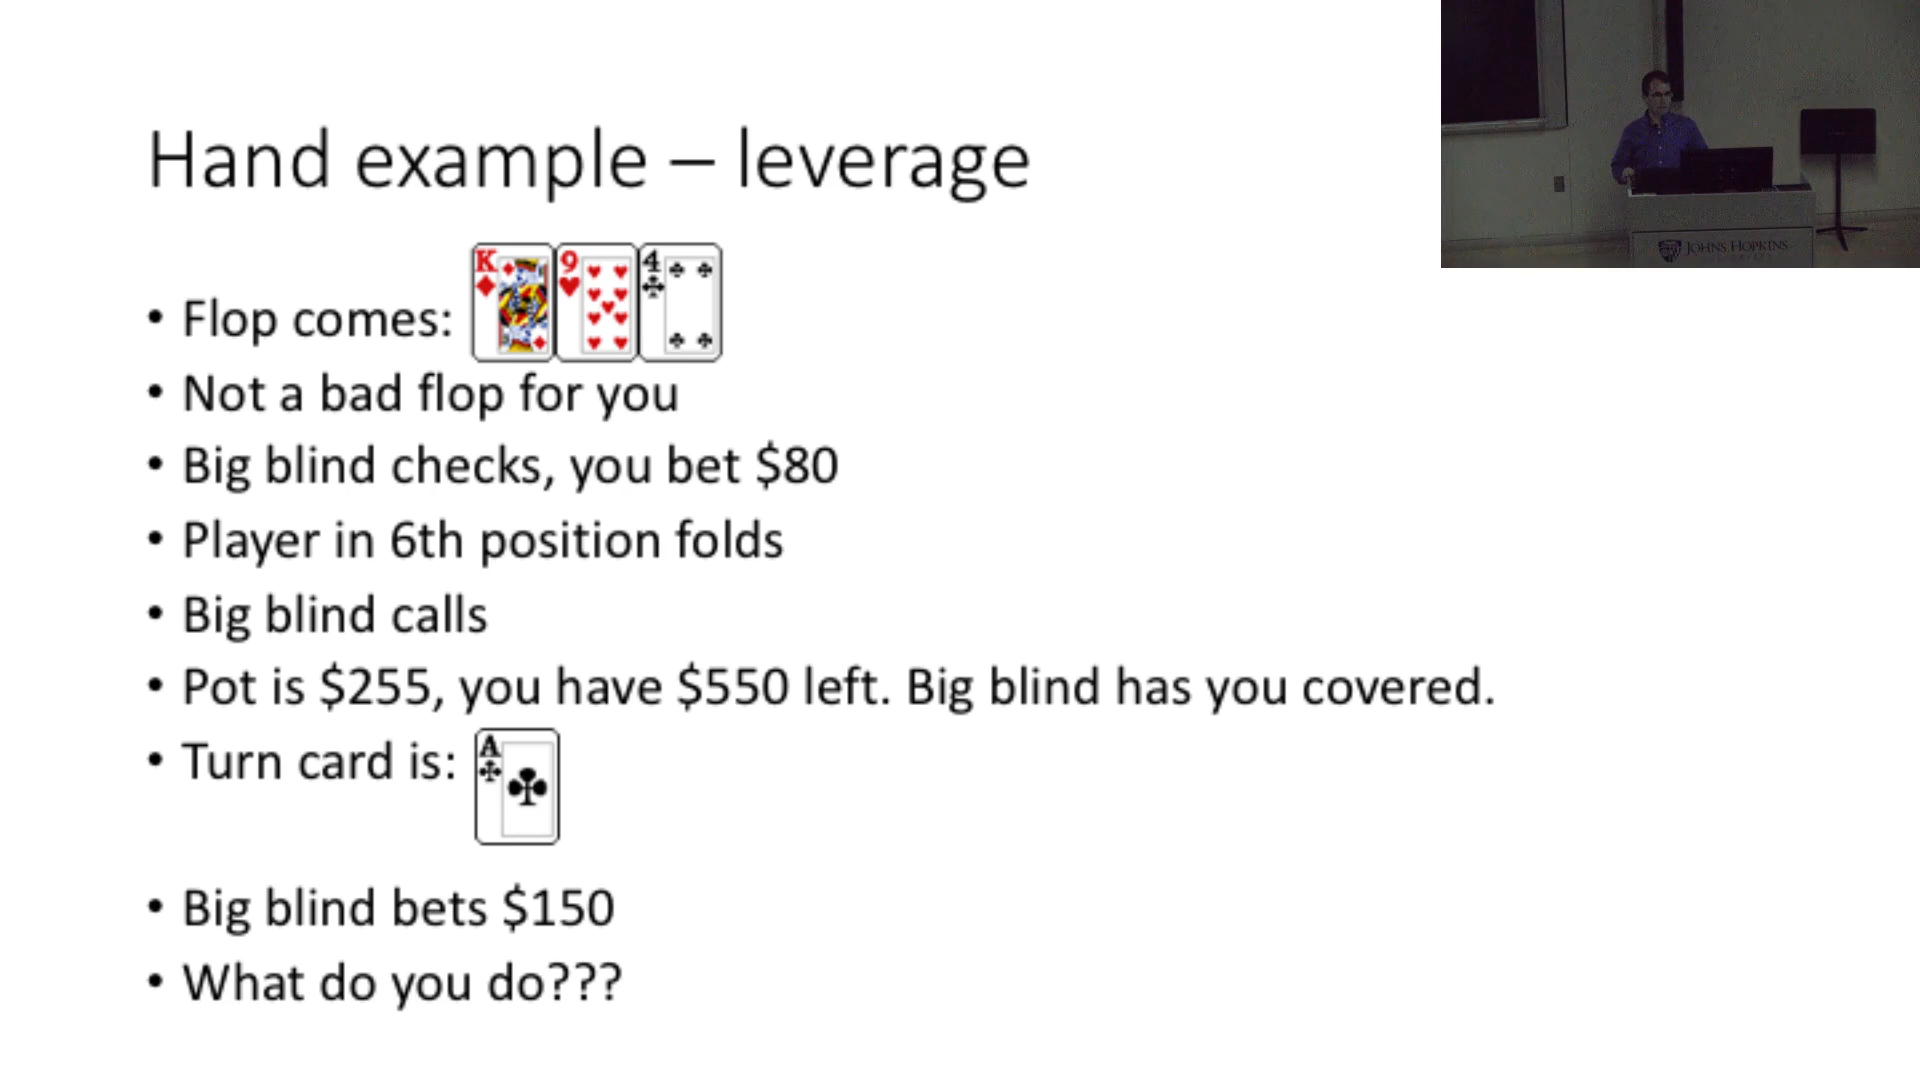 Hand example – leverage
K 9 4
• Flop comes:
• Not a bad flop for you
• Big blind checks, you bet $80
• Player in 6th position folds
• Big blind calls
• Pot is $255, you have $550 left. Big blind has you covered.
• Turn card is:
A
• Big blind bets $150
• What do you do???
JOHNS HOPKINS